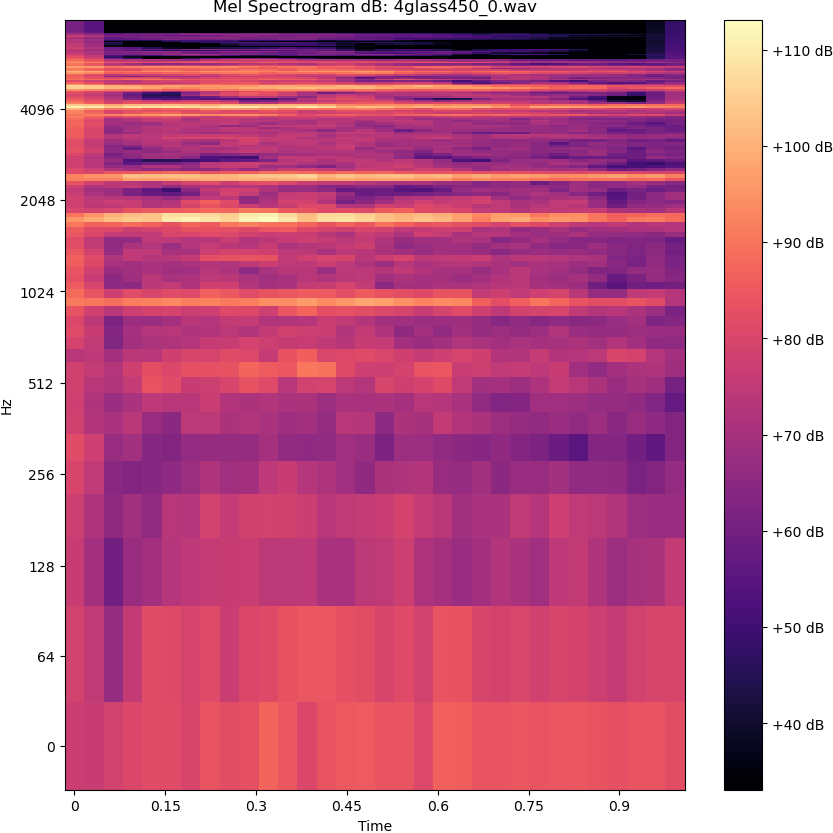 Mel Spectrogram dB: 4glass450_0.wav
4096
2048
1024
512
256
128
64
0
Hz
0 0.15 0.3 0.45 0.6 0.75 0.9
Time
+110 dB
+100 dB
+90 dB
+80 dB
+70 dB
+60 dB
+50 dB
+40 dB